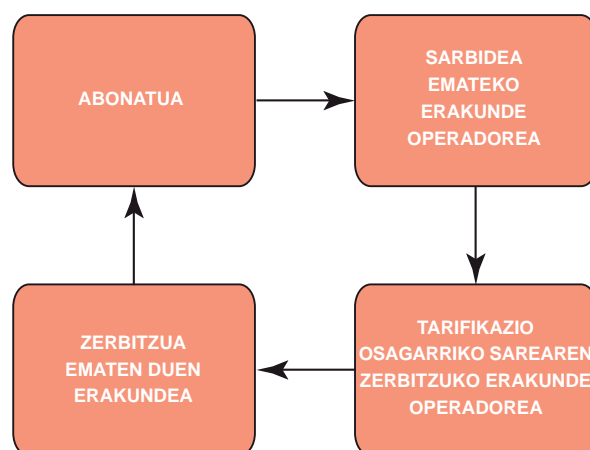 ABONATUA
SARBIDEA
EMATEKO
ERAKUNDE
OPERADOREA
ZERBITZUA
EMATEN DUEN
ERAKUNDEA
TARIFIKAZIO
OSAGARRIKO SAREAREN
ZERBITZUKO ERAKUNDE
OPERADOREA